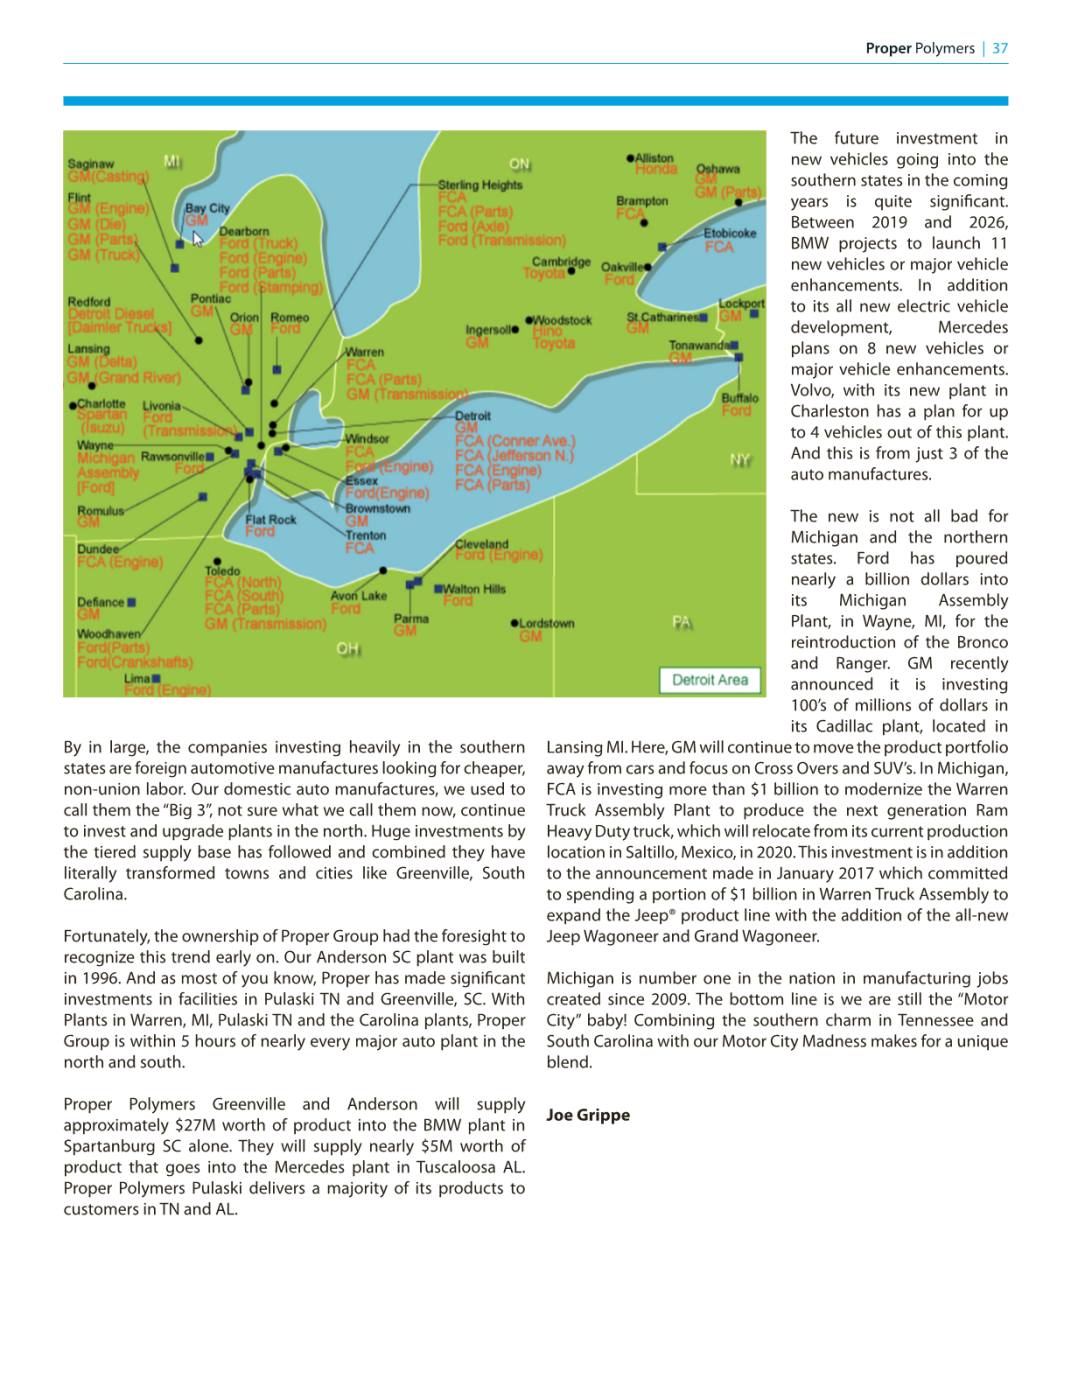 Proper Polymers | 37
Saginaw
GM(Casting)
MI
Flint
GM (Engine)
GM (Die)
GM (Parts)
GM (Truck)
Bay City
GM
Dearborn
Ford (Truck)
Ford (Engine)
Ford (Parts)
Ford (Stamping)
Sterling Heights
FCA
FCA (Parts)
Ford (Axle)
Ford (Transmission)
ON
Alliston
Honda
Oshawa
GM
GM (Parts)
Brampton
FCA
Etobicoke
FCA
Cambridge
Toyota
Oakville
Ford
Redford
Detroit Diesel
[Daimler Trucks]
Pontiac
GM
Orion
GM
Romeo
Ford
Ingersoll
GM
Woodstock
Hino
Toyota
St.Catharines
GM
Lockport
GM
Tonawanda
GM
Buffalo
Ford
Lansing
GM (Delta)
GM (Grand River)
Warren
FCA
FCA (Parts)
GM (Transmission)
Charlotte
Spartan
(Isuzu)
Livonia
Ford
(Transmission)
Detroit
GM
FCA (Conner Ave.)
FCA (Jefferson N.)
FCA (Engine)
FCA (Parts)
Wayne
Michigan
Assembly
[Ford]
Rawsonville
Ford
Windsor
FCA
Ford (Engine)
Essex
Ford(Engine)
NY
Romulus
GM
Flat Rock
Ford
Brownstown
GM
Trenton
FCA
Dundee
FCA (Engine)
Cleveland
Ford (Engine)
Toledo
FCA (North)
FCA (South)
FCA (Parts)
GM (Transmission)
Avon Lake
Ford
Walton Hills
Ford
Defiance
GM
Parma
GM
Lordstown
GM
PA
Woodhaven
Ford(Parts)
Ford(Crankshafts)
OH
Lima
Ford (Engine)
Detroit Area
The future investment in
new vehicles going into the
southern states in the coming
years is quite significant.
Between 2019 and 2026,
BMW projects to launch 11
new vehicles or major vehicle
enhancements. In addition
to its all new electric vehicle
development, Mercedes
plans on 8 new vehicles or
major vehicle enhancements.
Volvo, with its new plant in
Charleston has a plan for up
to 4 vehicles out of this plant.
And this is from just 3 of the
auto manufactures.
The new is not all bad for
Michigan and the northern
states. Ford has poured
nearly a billion dollars into
its Michigan Assembly
Plant, in Wayne, MI, for the
reintroduction of the Bronco
and Ranger. GM recently
announced it is investing
100's of millions of dollars in
its Cadillac plant, located in
Lansing MI. Here, GM will continue to move the product portfolio
away from cars and focus on Cross Overs and SUV's. In Michigan,
FCA is investing more than $1 billion to modernize the Warren
Truck Assembly Plant to produce the next generation Ram
Heavy Duty truck, which will relocate from its current production
location in Saltillo, Mexico, in 2020. This investment is in addition
to the announcement made in January 2017 which committed
to spending a portion of $1 billion in Warren Truck Assembly to
expand the Jeep® product line with the addition of the all-new
Jeep Wagoneer and Grand Wagoneer.
Michigan is number one in the nation in manufacturing jobs
created since 2009. The bottom line is we are still the "Motor
City" baby! Combining the southern charm in Tennessee and
South Carolina with our Motor City Madness makes for a unique
blend.
Joe Grippe
By in large, the companies investing heavily in the southern
states are foreign automotive manufactures looking for cheaper,
non-union labor. Our domestic auto manufactures, we used to
call them the "Big 3", not sure what we call them now, continue
to invest and upgrade plants in the north. Huge investments by
the tiered supply base has followed and combined they have
literally transformed towns and cities like Greenville, South
Carolina.
Fortunately, the ownership of Proper Group had the foresight to
recognize this trend early on. Our Anderson SC plant was built
in 1996. And as most of you know, Proper has made significant
investments in facilities in Pulaski TN and Greenville, SC. With
Plants in Warren, MI, Pulaski TN and the Carolina plants, Proper
Group is within 5 hours of nearly every major auto plant in the
north and south.
Proper Polymers Greenville and Anderson will supply
approximately $27M worth of product into the BMW plant in
Spartanburg SC alone. They will supply nearly $5M worth of
product that goes into the Mercedes plant in Tuscaloosa AL.
Proper Polymers Pulaski delivers a majority of its products to
customers in TN and AL.